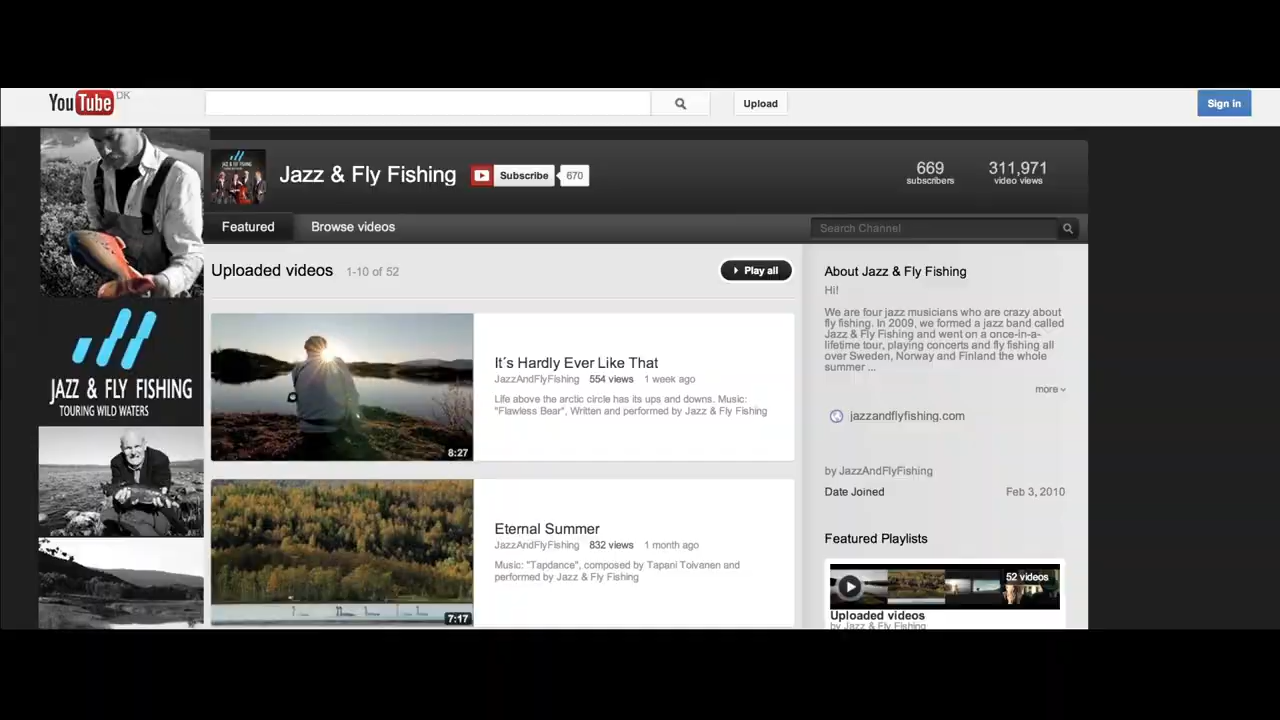 YouTube DK
Upload
Sign in
Jazz & Fly Fishing
Subscribe
670
669
subscribers
311,971
video views
Featured
Browse videos
Search Channel
JAZZ & FLY FISHING
TOURING WILD WATERS
Uploaded videos 1-10 of 52
Play all
8:27
It´s Hardly Ever Like That
JazzAndFlyFishing 554 views 1 week ago
Life above the arctic circle has its ups and downs. Music:
"Flawless Bear", Written and performed by Jazz & Fly Fishing
7:17
Eternal Summer
JazzAndFlyFishing 832 views 1 month ago
Music: "Tapdance", composed by Tapani Toivanen and
performed by Jazz & Fly Fishing
About Jazz & Fly Fishing
Hi!
We are four jazz musicians who are crazy about
fly fishing. In 2009, we formed a jazz band called
Jazz & Fly Fishing and went on a once-in-a-
lifetime tour, playing concerts and fly fishing all
over Sweden, Norway and Finland the whole
summer ...
more
jazzandflyfishing.com
by JazzAndFlyFishing
Date Joined Feb 3, 2010
Featured Playlists
52 videos
Uploaded videos
by Jazz & Fly Fishing